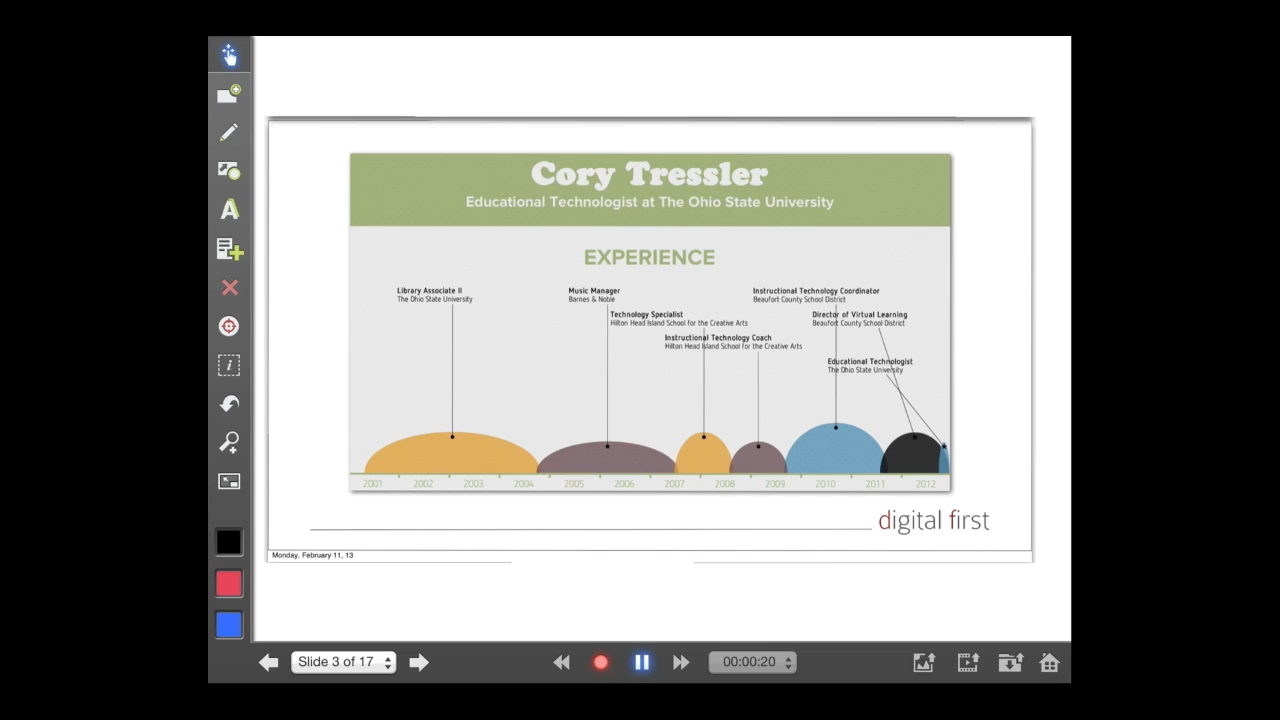 Cory Tressler
Educational Technologist at The Ohio State University
EXPERIENCE
Library Associate II
The Ohio State University
Music Manager
Barnes & Noble
Instructional Technology Coordinator
Beaufort County School District
Technology Specialist
Hilton Head Island School for the Creative Arts
Director of Virtual Learning
Beaufort County School District
Instructional Technology Coach
Hilton Head Island School for the Creative Arts
Educational Technologist
The Ohio State University
2001 2002 2003 2004 2005 2006 2007 2008 2009 2010 2011 2012
digital first
Monday, February 11, 13
A
i
Slide 3 of 17
00:00:20